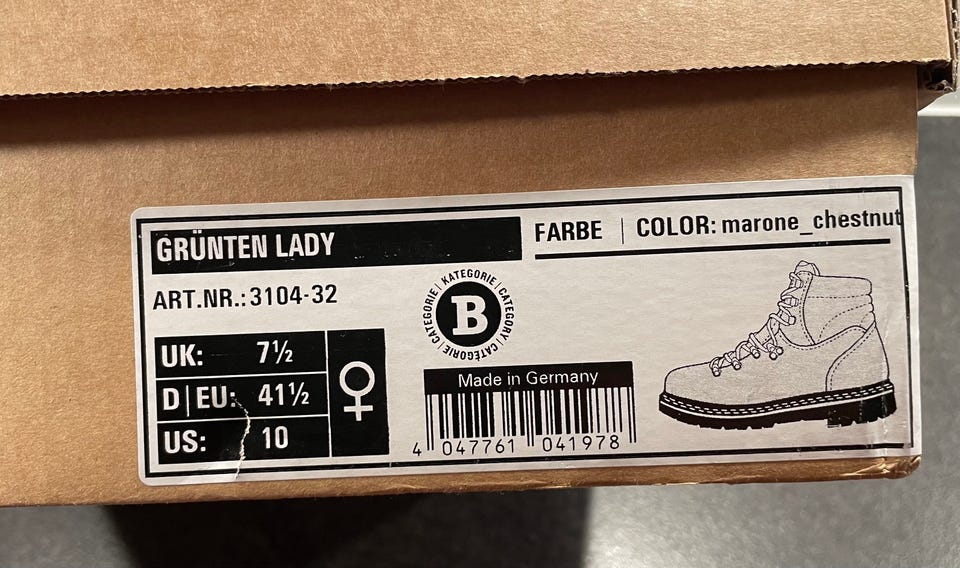 GRÜNTEN LADY
FARBE | COLOR: marone_chestnut
ART.NR.: 3104-32
KATEGORIE / CATEGORY / CATÉGORIE / CATEGORIE /
B
UK: 7½
D|EU: 41½
US: 10
♀
Made in Germany
4 047761 041978